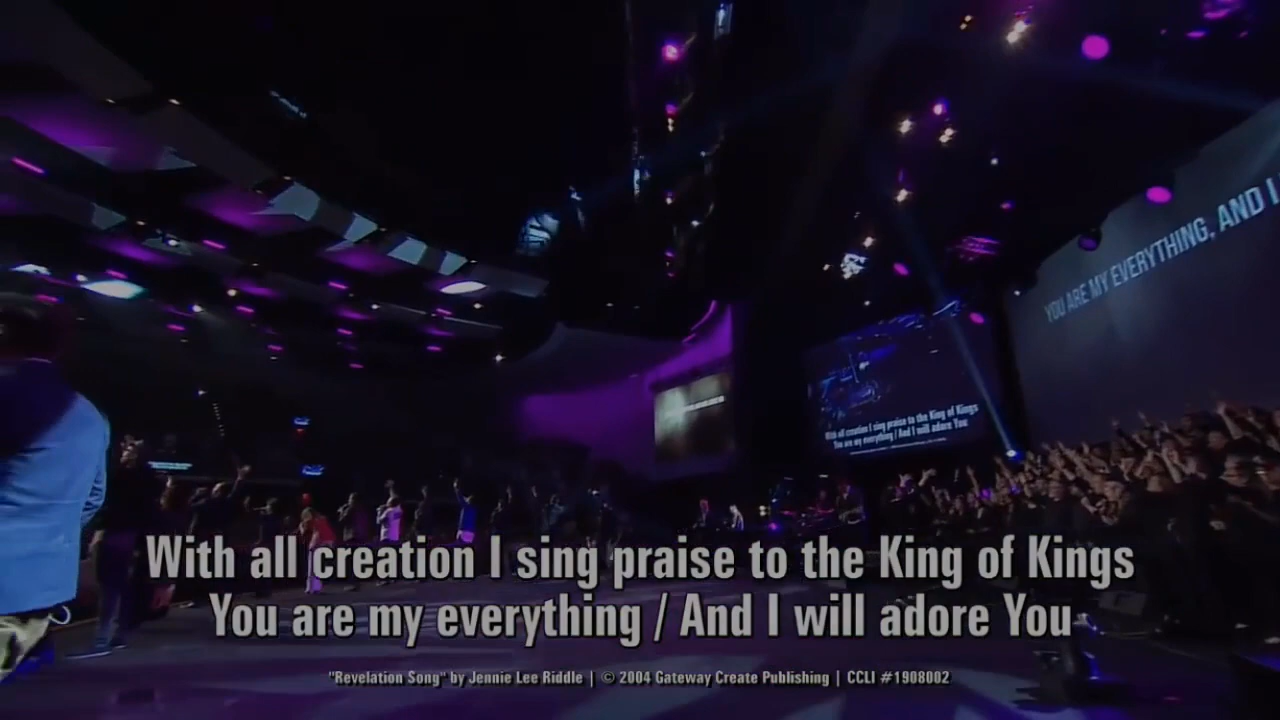 YOU ARE MY EVERYTHING, AND I
With all creation I sing praise to the King of Kings
You are my everything / And I will adore You
With all creation I sing praise to the King of Kings
You are my everything / And I will adore You
"Revelation Song" by Jennie Lee Riddle | © 2004 Gateway Create Publishing | CCLI #1908002